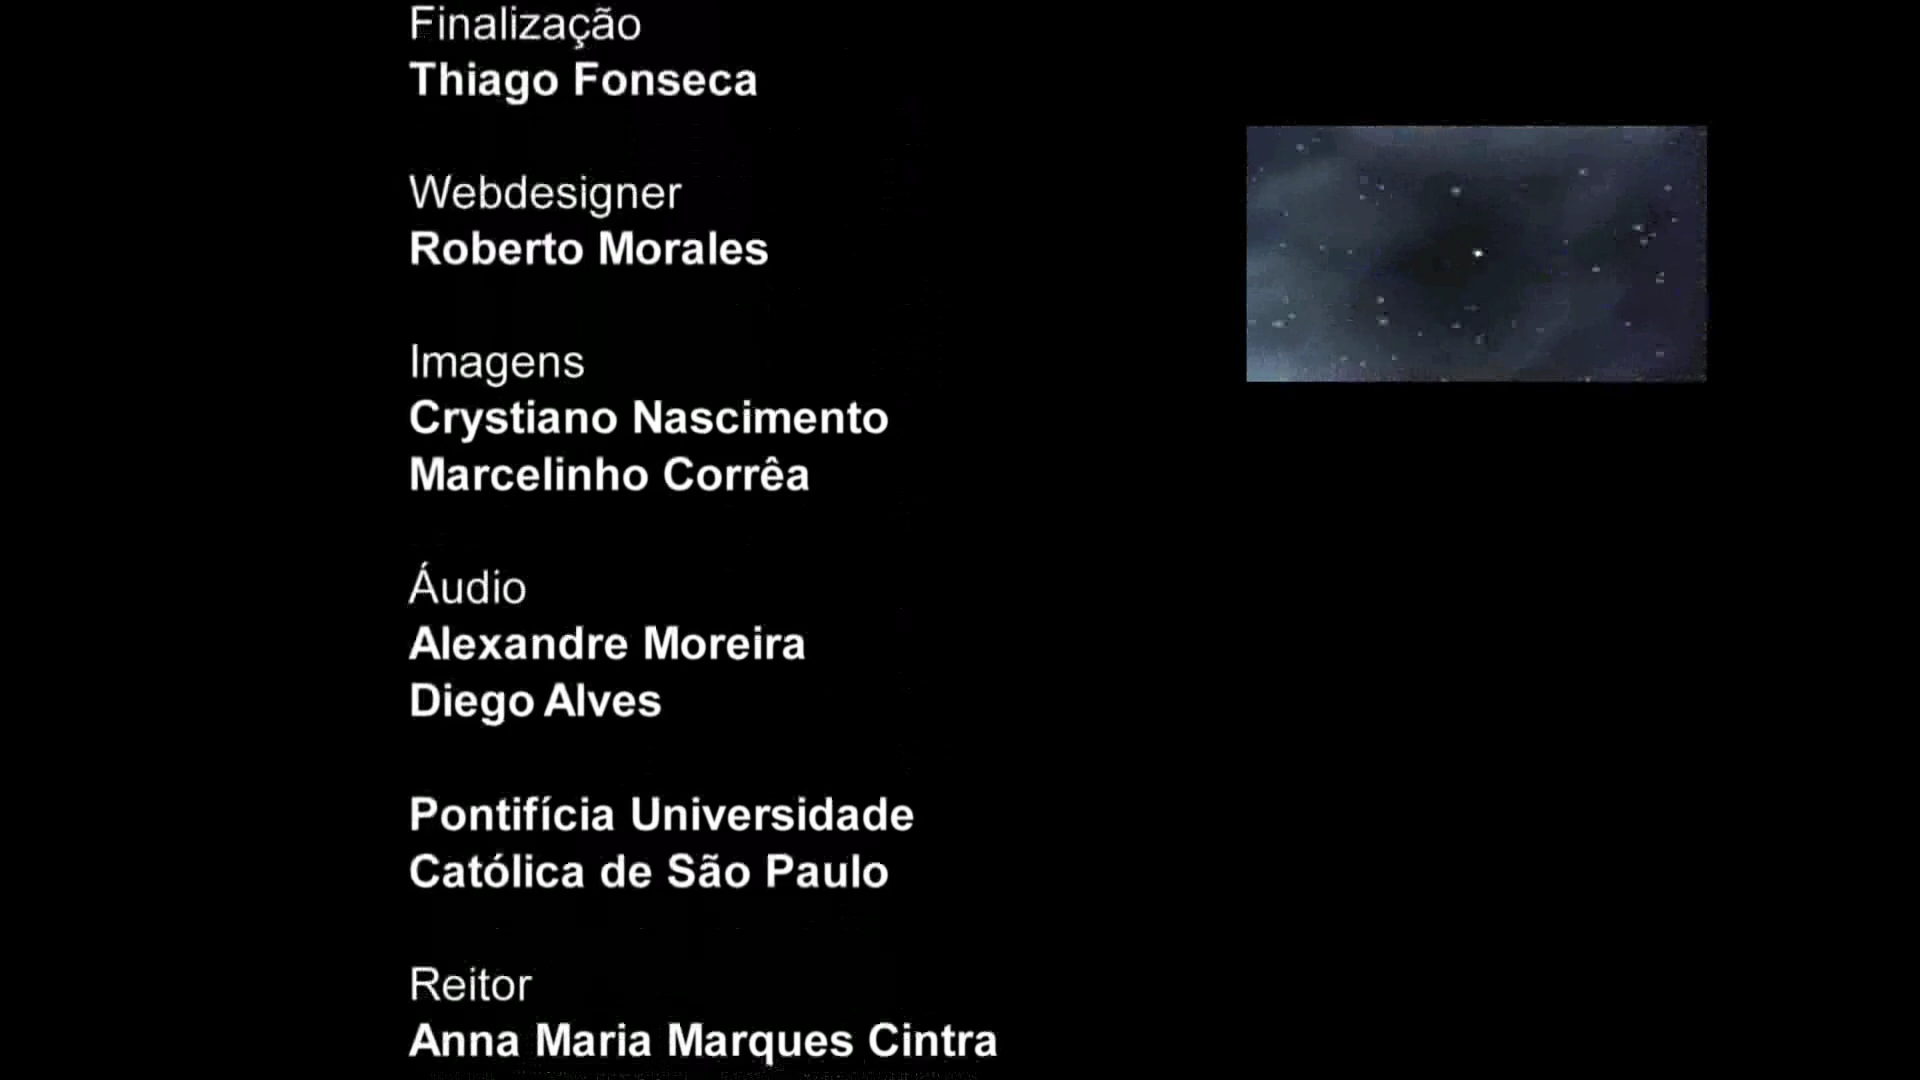 Finalização
Thiago Fonseca
Webdesigner
Roberto Morales
Imagens
Crystiano Nascimento
Marcelinho Corrêa
Áudio
Alexandre Moreira
Diego Alves
Pontifícia Universidade
Católica de São Paulo
Reitor
Anna Maria Marques Cintra